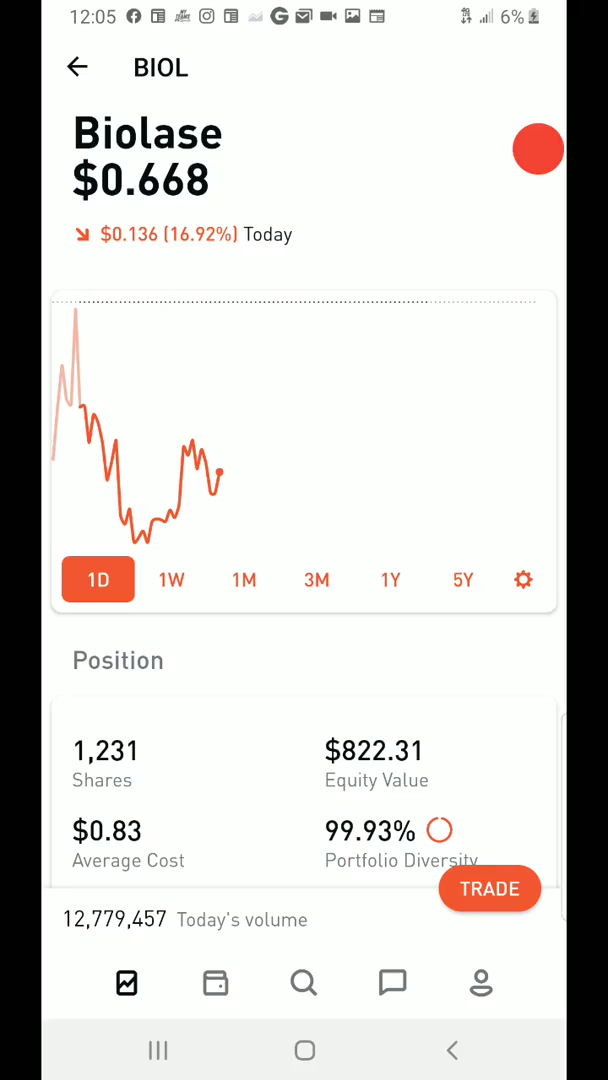 12:05 6%
BIOL
Biolase
$0.668
$0.136 (16.92%) Today
1D 1W 1M 3M 1Y 5Y
Position
1,231 $822.31
Shares Equity Value
$0.83 99.93%
Average Cost Portfolio Diversity
TRADE
12,779,457 Today's volume